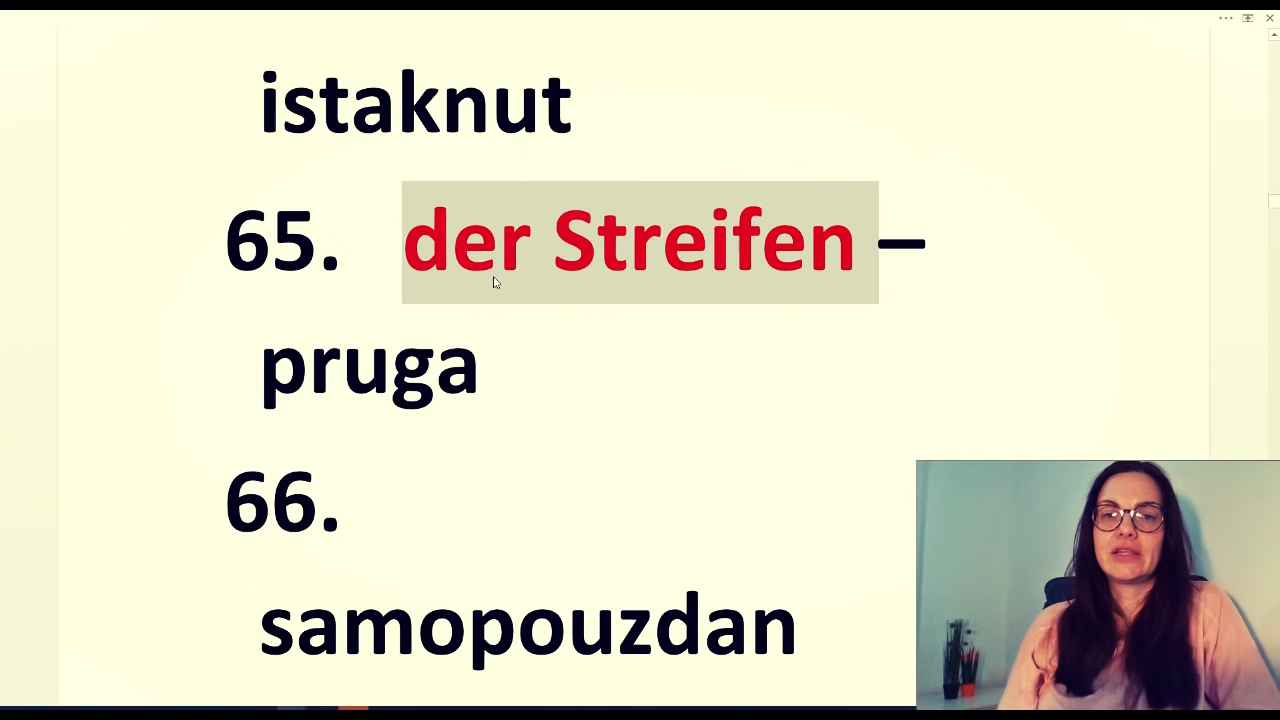 istaknut
65. der Streifen –
pruga
66.
samopouzdan